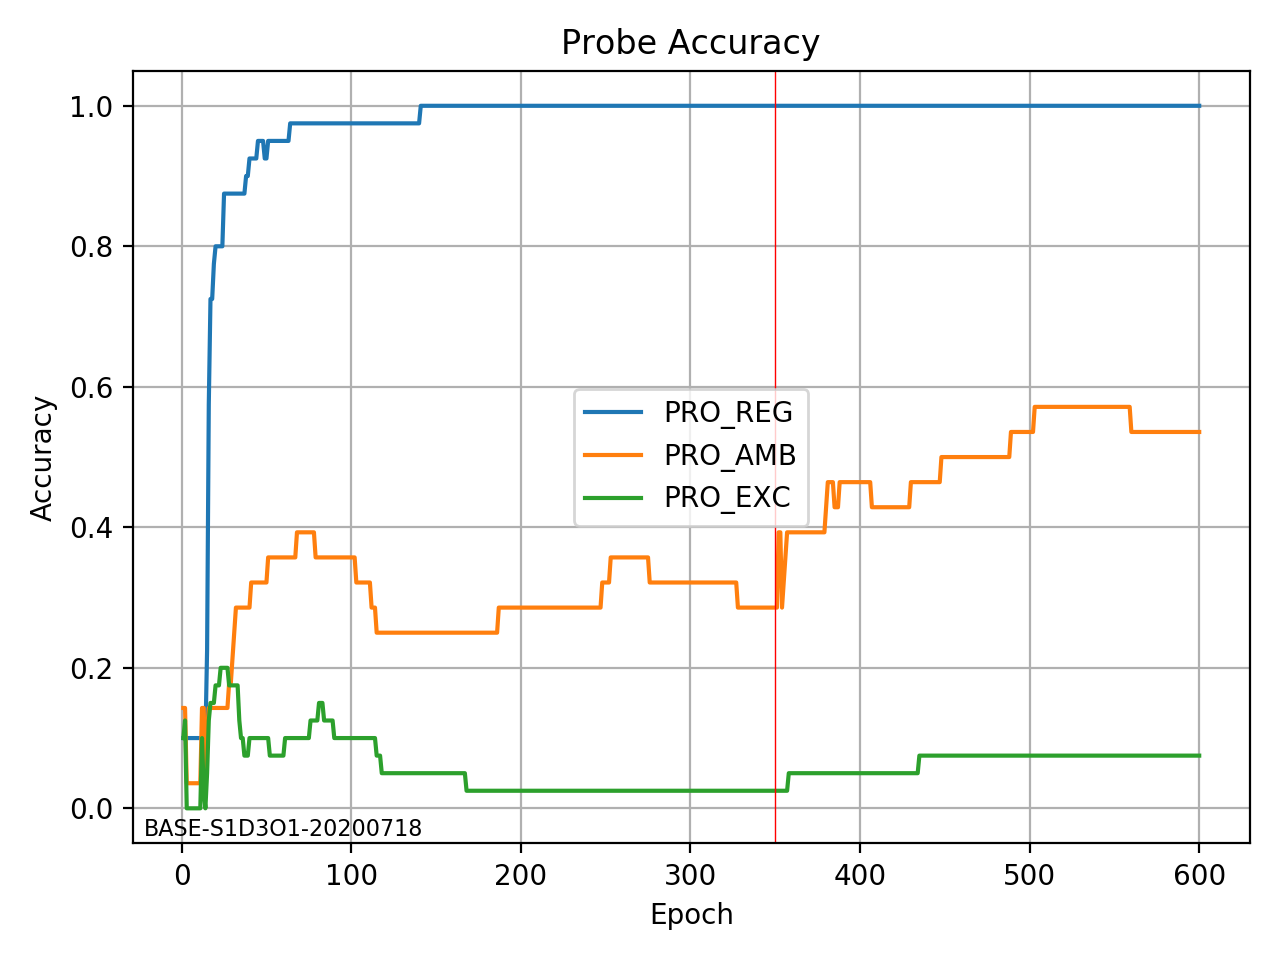 Probe Accuracy
1.0
0.8
0.6
0.4
0.2
0.0
Accuracy
PRO_REG
PRO_AMB
PRO_EXC
BASE-S1D3O1-20200718
0 100 200 300 400 500 600
Epoch